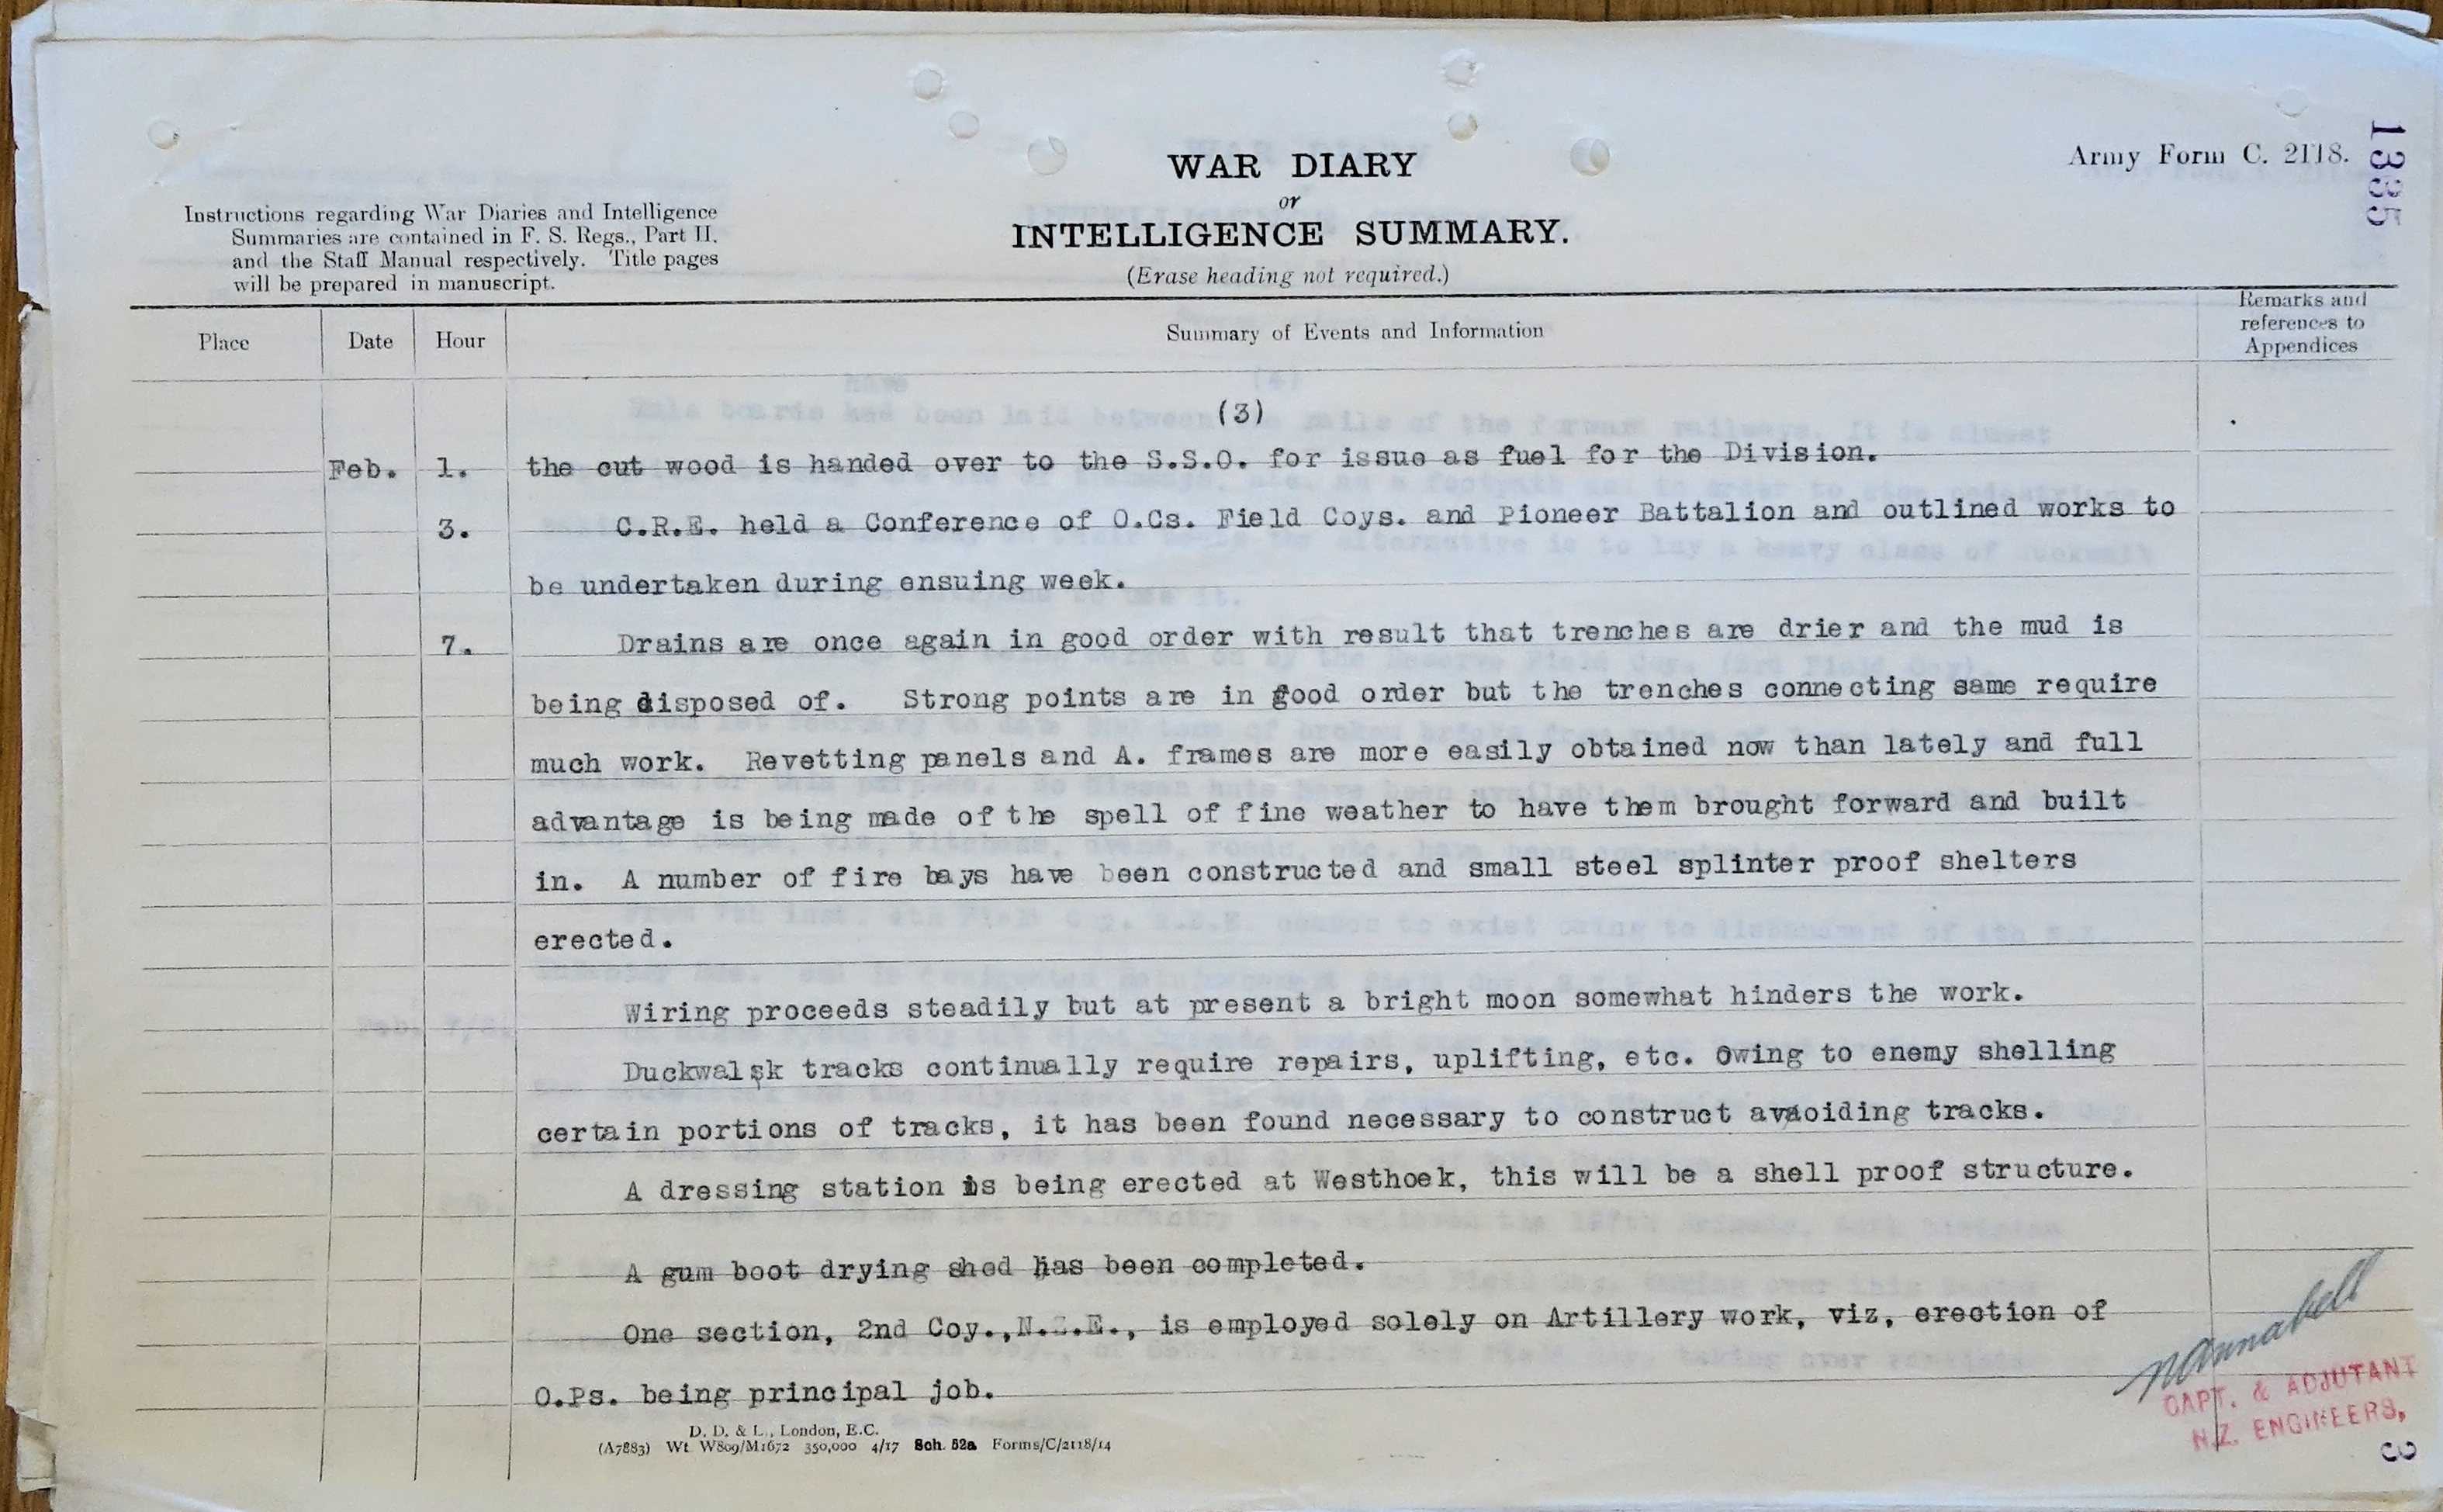 Army Form C. 2118.
1335
WAR DIARY
or
INTELLIGENCE SUMMARY.
(Erase heading not required.)
Instructions regarding War Diaries and Intelligence
Summaries are contained in F. S. Regs., Part II.
and the Staff Manual respectively. Title pages
will be prepared in manuscript.
Place
Date
Hour
Summary of Events and Information
Remarks and
references to
Appendices
(3)
Feb. 1. the cut wood is handed over to the S.S.O. for issue as fuel for the Division.
3. C.R.E. held a Conference of O.Cs. Field Coys. and Pioneer Battalion and outlined works to
be undertaken during ensuing week.
7. Drains are once again in good order with result that trenches are drier and the mud is
being disposed of. Strong points are in good order but the trenches connecting same require
much work. Revetting panels and A. frames are more easily obtained now than lately and full
advantage is being made of the spell of fine weather to have them brought forward and built
in. A number of fire bays have been constructed and small steel splinter proof shelters
erected.
Wiring proceeds steadily but at present a bright moon somewhat hinders the work.
Duckwalsk tracks continually require repairs, uplifting, etc. Owing to enemy shelling
certain portions of tracks, it has been found necessary to construct avaoiding tracks.
A dressing station is being erected at Westhoek, this will be a shell proof structure.
A gum boot drying shed has been completed.
One section, 2nd Coy.,N.Z.E., is employed solely on Artillery work, viz, erection of
O.Ps. being principal job.
Annabell
CAPT. & ADJUTANT
N.Z. ENGINEERS,
3
D. D. & L., London, E.C.
(A7883) Wt. W809/M1672 350,000 4/17 Sch. 52a Forms/C/2118/14